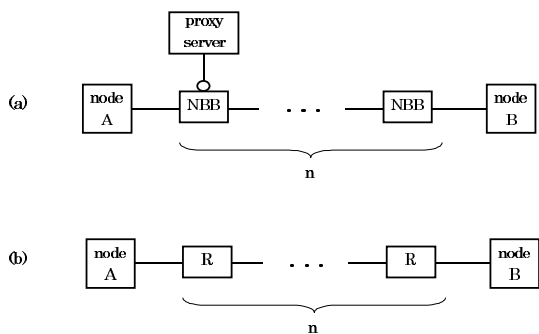 proxy
server
(a)
node
A
NBB
. . .
NBB
node
B
n
(b)
node
A
R
. . .
R
node
B
n